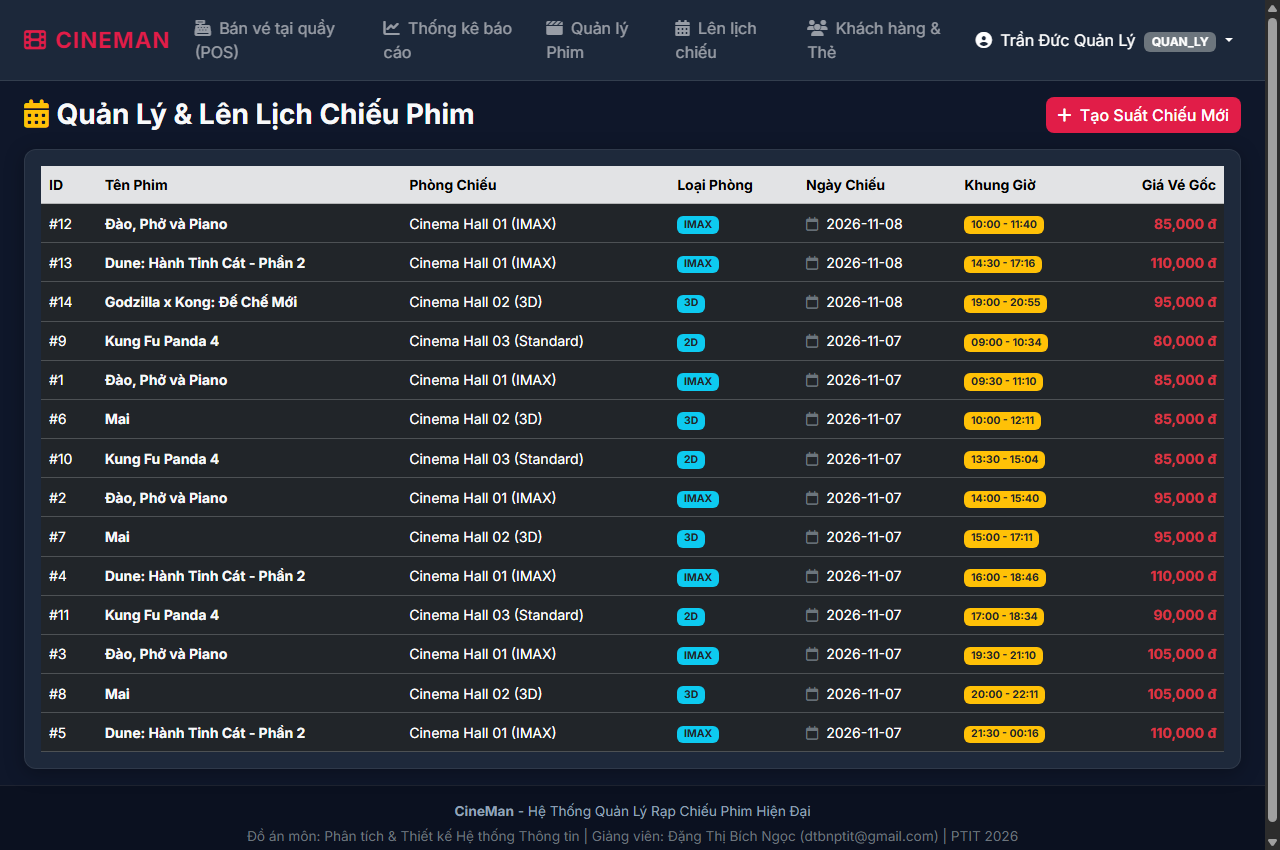 CINEMAN
Bán vé tại quầy (POS)
Thống kê báo cáo
Quản lý Phim
Lên lịch chiếu
Khách hàng & Thẻ
Trần Đức Quản Lý QUAN_LY
Quản Lý & Lên Lịch Chiếu Phim
+ Tạo Suất Chiếu Mới
ID Tên Phim Phòng Chiếu Loại Phòng Ngày Chiếu Khung Giờ Giá Vé Gốc
#12 Đào, Phở và Piano Cinema Hall 01 (IMAX) IMAX 2026-11-08 10:00 - 11:40 85,000 đ
#13 Dune: Hành Tinh Cát - Phần 2 Cinema Hall 01 (IMAX) IMAX 2026-11-08 14:30 - 17:16 110,000 đ
#14 Godzilla x Kong: Đế Chế Mới Cinema Hall 02 (3D) 3D 2026-11-08 19:00 - 20:55 95,000 đ
#9 Kung Fu Panda 4 Cinema Hall 03 (Standard) 2D 2026-11-07 09:00 - 10:34 80,000 đ
#1 Đào, Phở và Piano Cinema Hall 01 (IMAX) IMAX 2026-11-07 09:30 - 11:10 85,000 đ
#6 Mai Cinema Hall 02 (3D) 3D 2026-11-07 10:00 - 12:11 85,000 đ
#10 Kung Fu Panda 4 Cinema Hall 03 (Standard) 2D 2026-11-07 13:30 - 15:04 85,000 đ
#2 Đào, Phở và Piano Cinema Hall 01 (IMAX) IMAX 2026-11-07 14:00 - 15:40 95,000 đ
#7 Mai Cinema Hall 02 (3D) 3D 2026-11-07 15:00 - 17:11 95,000 đ
#4 Dune: Hành Tinh Cát - Phần 2 Cinema Hall 01 (IMAX) IMAX 2026-11-07 16:00 - 18:46 110,000 đ
#11 Kung Fu Panda 4 Cinema Hall 03 (Standard) 2D 2026-11-07 17:00 - 18:34 90,000 đ
#3 Đào, Phở và Piano Cinema Hall 01 (IMAX) IMAX 2026-11-07 19:30 - 21:10 105,000 đ
#8 Mai Cinema Hall 02 (3D) 3D 2026-11-07 20:00 - 22:11 105,000 đ
#5 Dune: Hành Tinh Cát - Phần 2 Cinema Hall 01 (IMAX) IMAX 2026-11-07 21:30 - 00:16 110,000 đ
CineMan - Hệ Thống Quản Lý Rạp Chiếu Phim Hiện Đại
Đồ án môn: Phân tích & Thiết kế Hệ thống Thông tin | Giảng viên: Đặng Thị Bích Ngọc (dtbnptit@gmail.com) | PTIT 2026